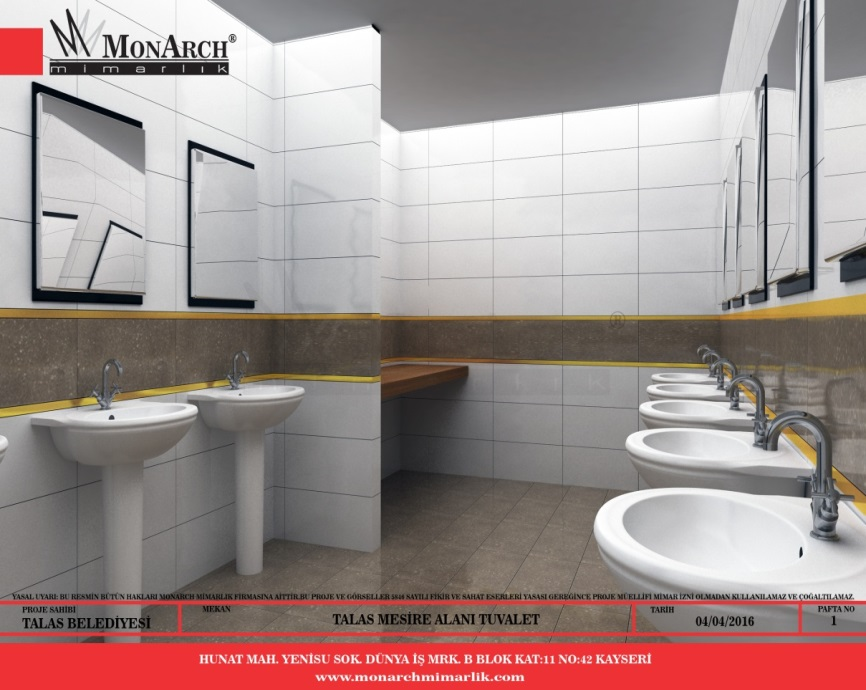 MONARCH®
mimarlık
®
YASAL UYARI: BU RESMİN BÜTÜN HAKLARI MONARCH MİMARLIK FİRMASINA AİTTİR.BU PROJE VE GÖRSELLER 5846 SAYILI FİKİR VE SAHAT ESERLERİ YASASI GEREĞİNCE PROJE MÜELLİFİ MİMAR İZNİ OLMADAN KULLANILAMAZ VE ÇOĞALTILAMAZ.
PROJE SAHİBİ MEKAN TARİH PAFTA NO
TALAS BELEDİYESİ TALAS MESİRE ALANI TUVALET 04/04/2016 1
HUNAT MAH. YENİSU SOK. DÜNYA İŞ MRK. B BLOK KAT:11 NO:42 KAYSERİ
www.monarchmimarlik.com